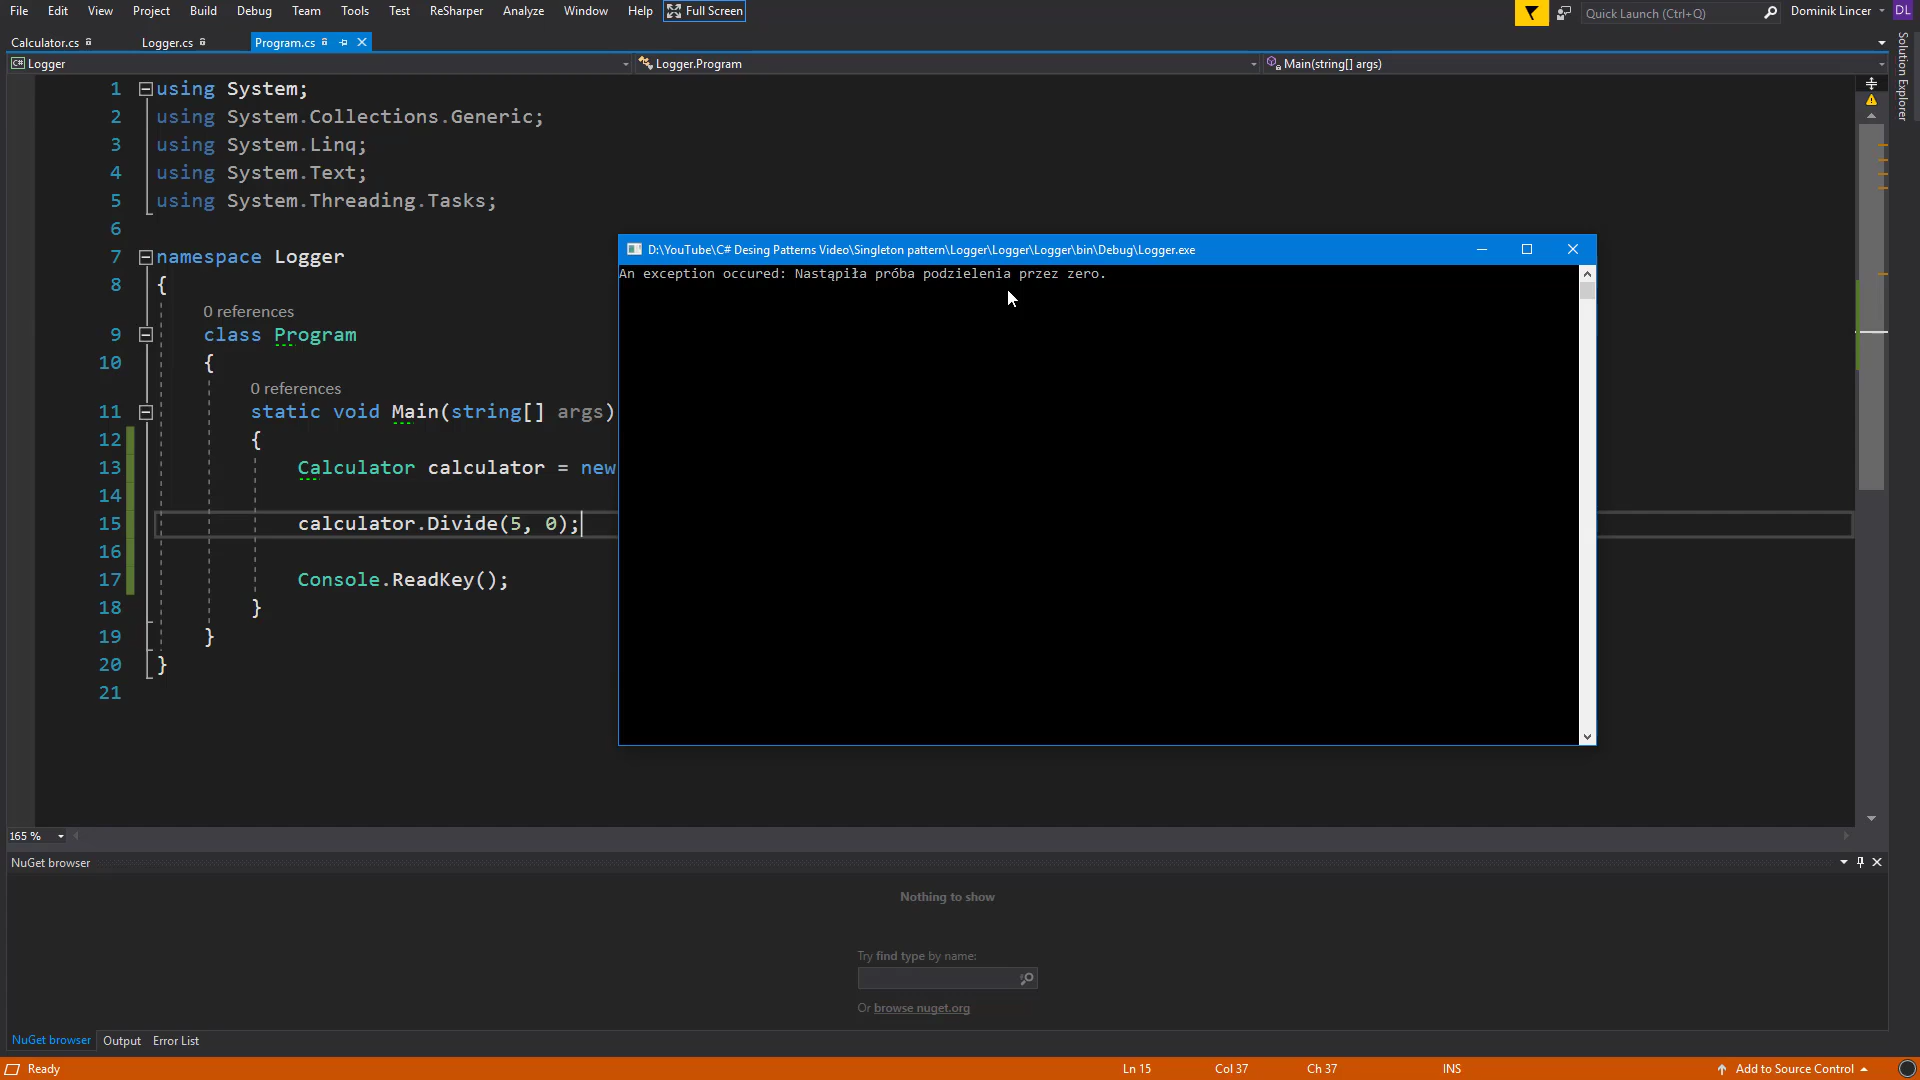 File Edit View Project Build Debug Team Tools Test ReSharper Analyze Window Help Full Screen Quick Launch (Ctrl+Q) Dominik Lincer DL
Calculator.cs Logger.cs Program.cs
C# Logger Logger.Program Main(string[] args)
Solution Explorer
1 using System;
2 using System.Collections.Generic;
3 using System.Linq;
4 using System.Text;
5 using System.Threading.Tasks;
6
7 namespace Logger
8 {
0 references
9 class Program
10 {
0 references
11 static void Main(string[] args)
12 {
13 Calculator calculator = new
14
15 calculator.Divide(5, 0);
16
17 Console.ReadKey();
18 }
19 }
20 }
21
D:\YouTube\C# Desing Patterns Video\Singleton pattern\Logger\Logger\Logger\bin\Debug\Logger.exe
An exception occured: Nastąpiła próba podzielenia przez zero.
165 %
NuGet browser
Nothing to show
Try find type by name:
Or browse nuget.org
NuGet browser Output Error List
Ready Ln 15 Col 37 Ch 37 INS Add to Source Control